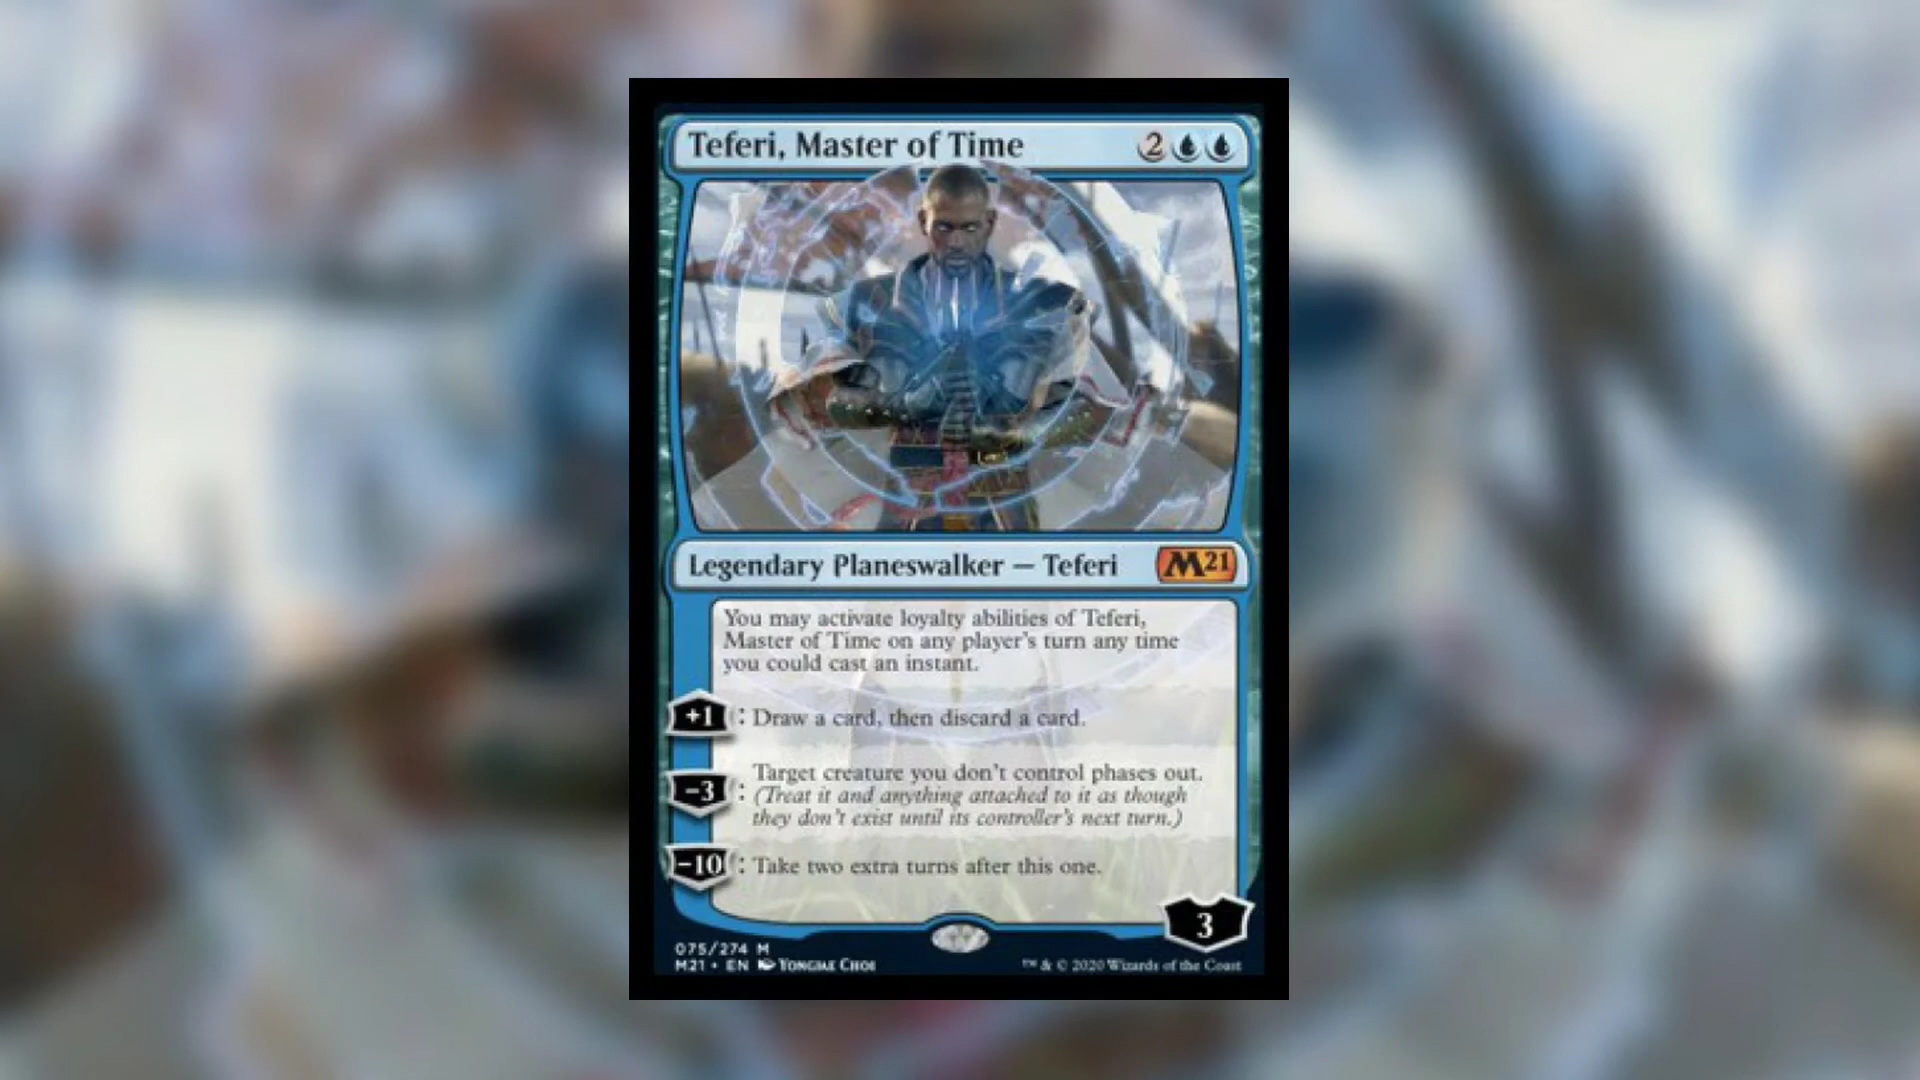 Teferi, Master of Time 2
Legendary Planeswalker — Teferi M21
You may activate loyalty abilities of Teferi,
Master of Time on any player's turn any time
you could cast an instant.
+1 : Draw a card, then discard a card.
-3 : Target creature you don't control phases out.
(Treat it and anything attached to it as though
they don't exist until its controller's next turn.)
-10 : Take two extra turns after this one.
3
075/274 M
M21 • EN Yongjae Choi
™ & © 2020 Wizards of the Coast